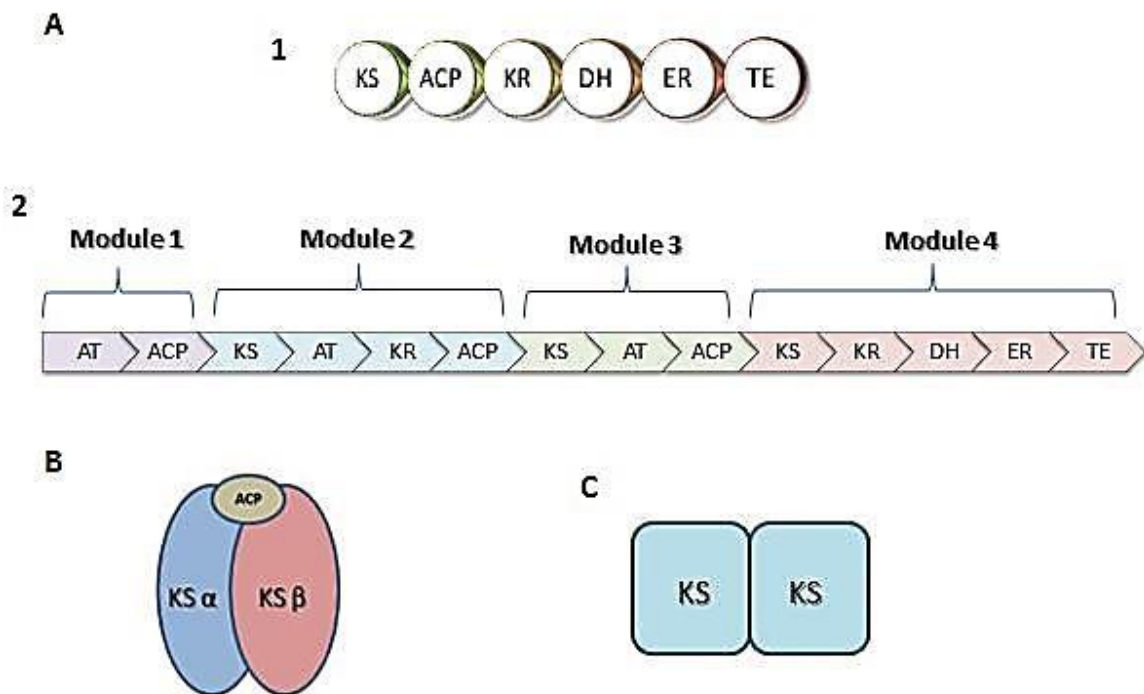 A
1
KS ACP KR DH ER TE
2
Module 1 Module 2 Module 3 Module 4
AT ACP KS AT KR ACP KS AT ACP KS KR DH ER TE
B
ACP
KS α KS β
C
KS KS